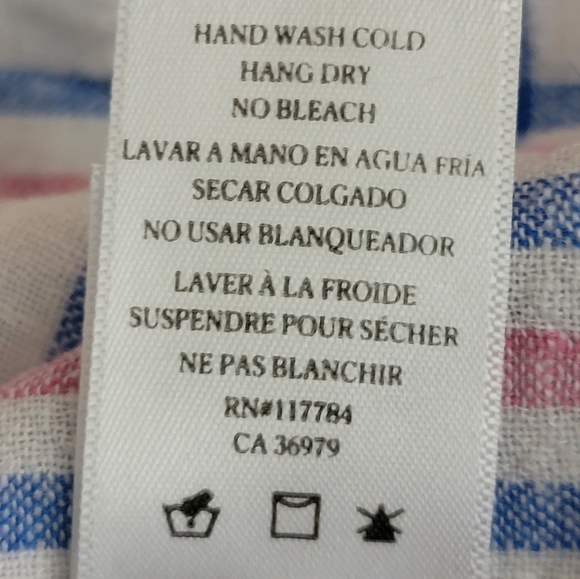 HAND WASH COLD
HANG DRY
NO BLEACH
LAVAR A MANO EN AGUA FRÍA
SECAR COLGADO
NO USAR BLANQUEADOR
LAVER À LA FROIDE
SUSPENDRE POUR SÉCHER
NE PAS BLANCHIR
RN#117784
CA 36979